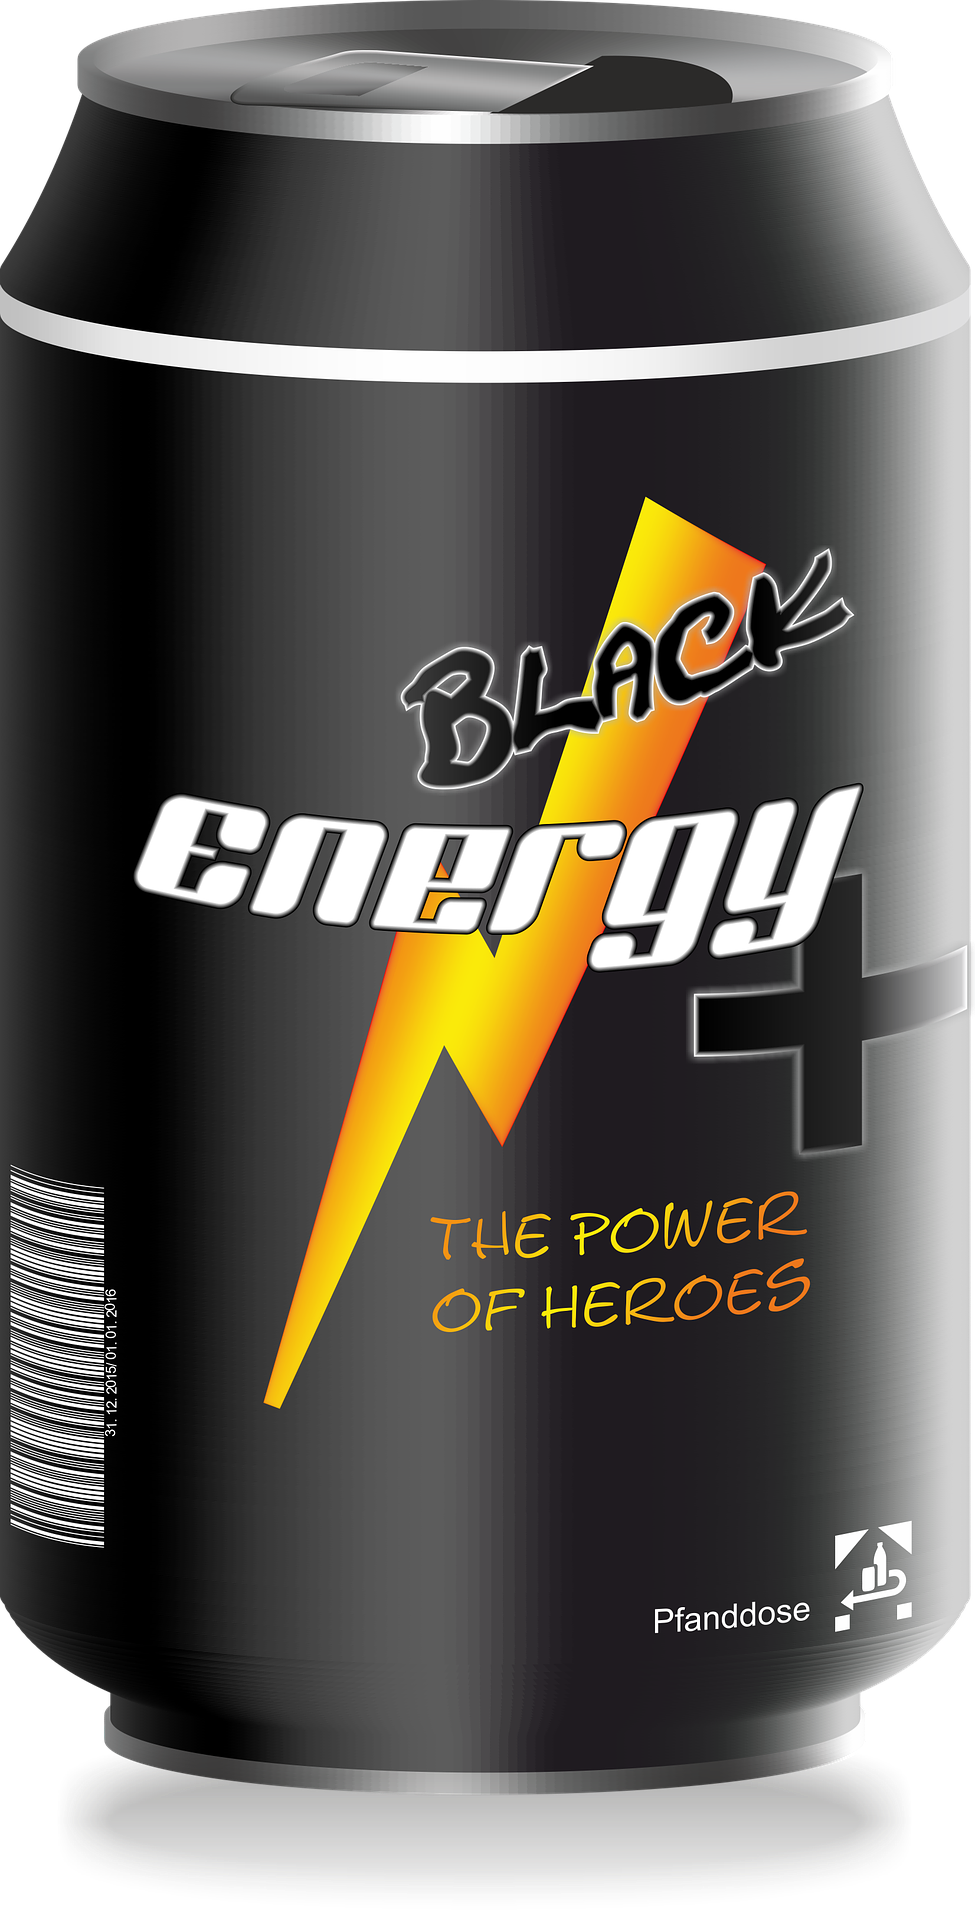 BLACK
energy
+
THE POWER
OF HEROES
31. 12. 2015/ 01. 01. 2016
Pfanddose